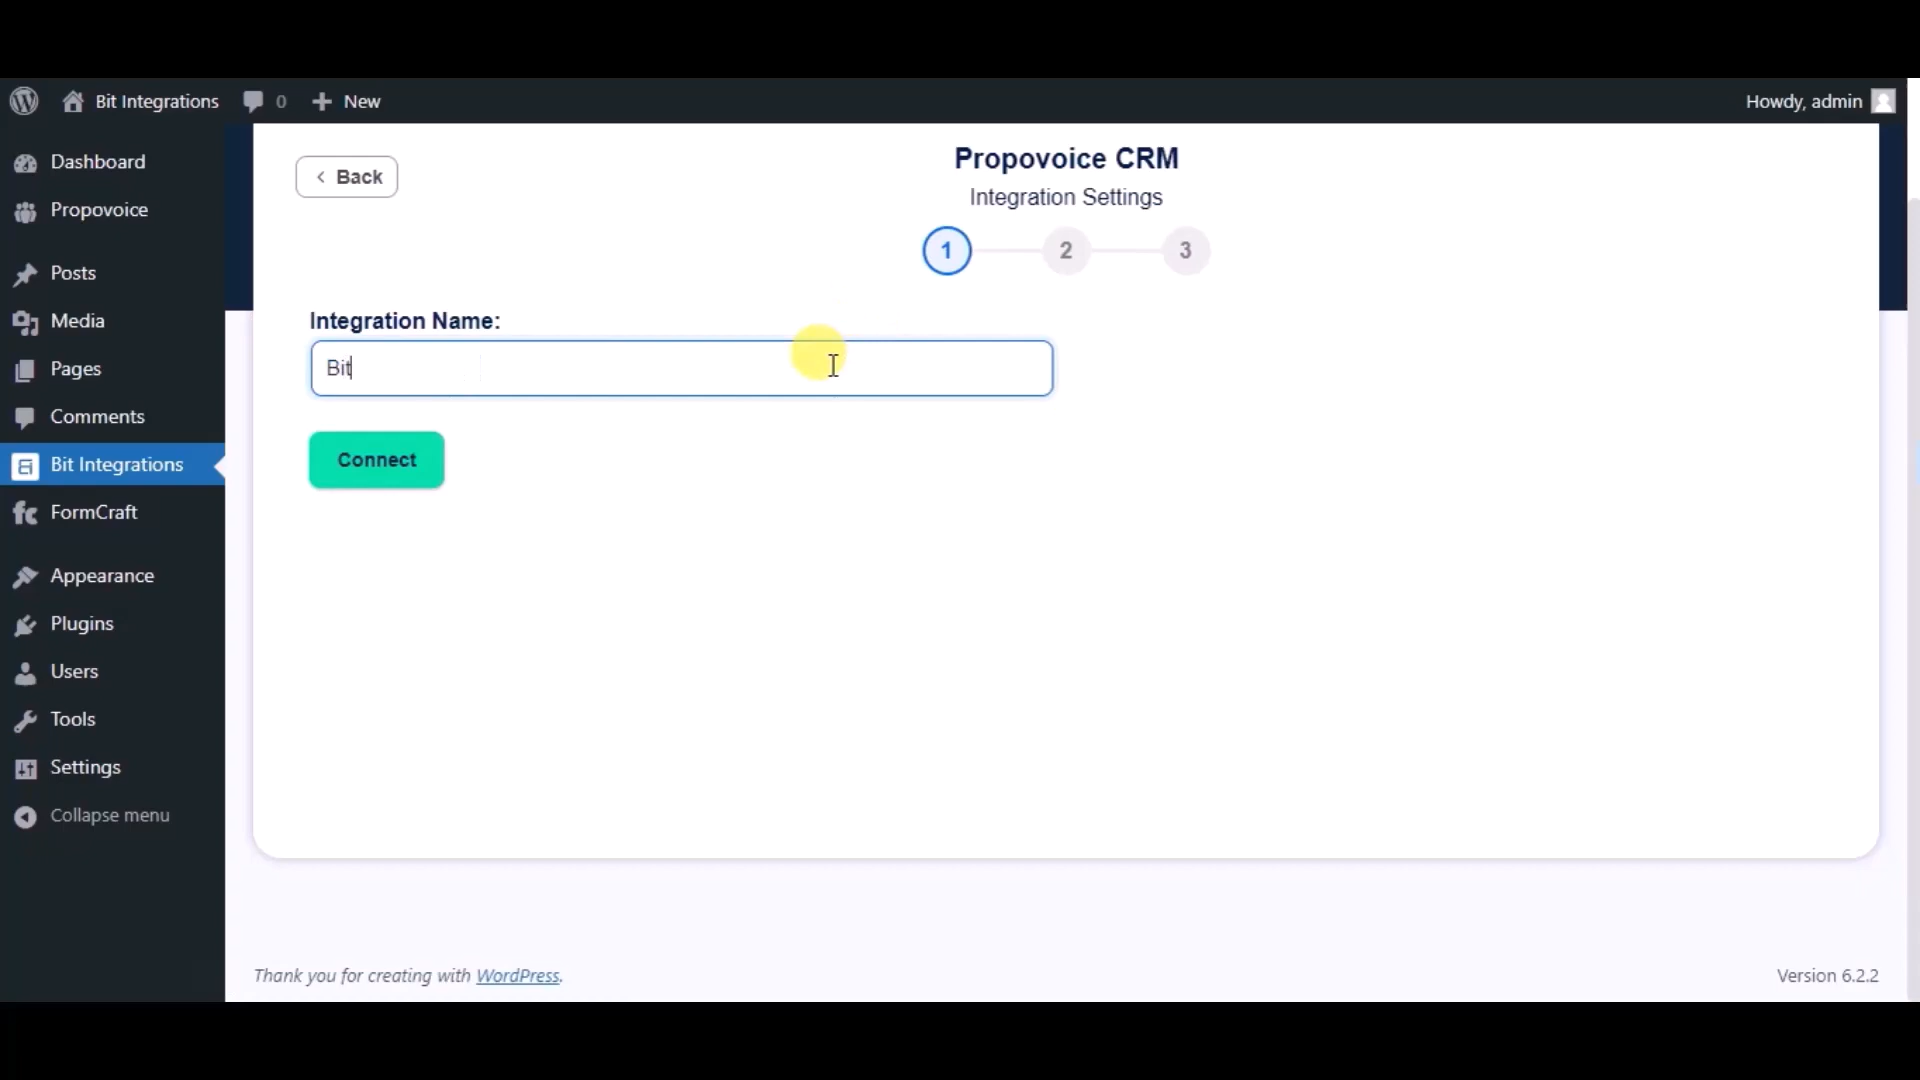 Bit Integrations
0
New
Howdy, admin
Dashboard
Propovoice
Posts
Media
Pages
Comments
Bit Integrations
FormCraft
Appearance
Plugins
Users
Tools
Settings
Collapse menu
Back
Propovoice CRM
Integration Settings
1 2 3
Integration Name:
Bit
Connect
Thank you for creating with WordPress.
Version 6.2.2